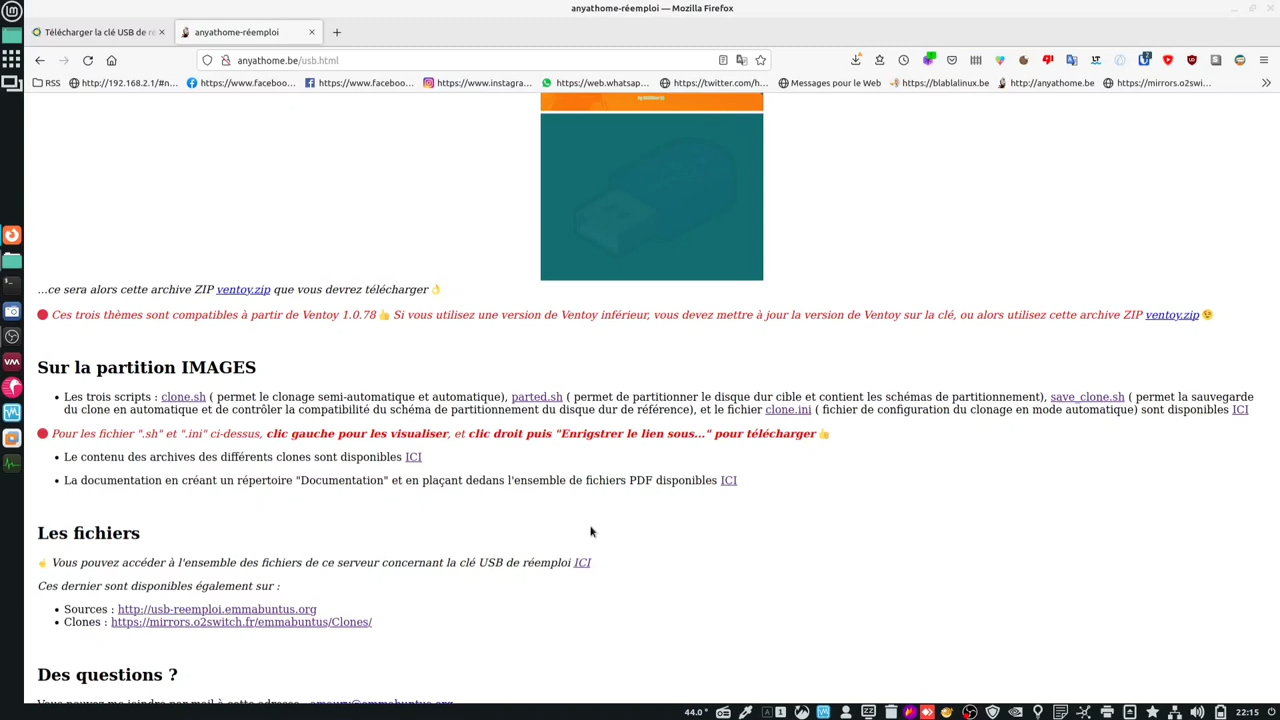 anyathome-réemploi — Mozilla Firefox
Télécharger la clé USB de ré
anyathome-réemploi
anyathome.be/usb.html
RSS
http://192.168.2.1/#n...
https://www.faceboo...
https://www.faceboo...
https://www.instagra...
https://web.whatsap...
https://twitter.com/h...
Messages pour le Web
https://blablalinux.be
http://anyathome.be
https://mirrors.o2swi...
...ce sera alors cette archive ZIP ventoy.zip que vous devrez télécharger
Ces trois thèmes sont compatibles à partir de Ventoy 1.0.78 Si vous utilisez une version de Ventoy inférieur, vous devez mettre à jour la version de Ventoy sur la clé, ou alors utilisez cette archive ZIP ventoy.zip
Sur la partition IMAGES
• Les trois scripts : clone.sh ( permet le clonage semi-automatique et automatique), parted.sh ( permet de partitionner le disque dur cible et contient les schémas de partitionnement), save_clone.sh ( permet la sauvegarde
du clone en automatique et de contrôler la compatibilité du schéma de partitionnement du disque dur de référence), et le fichier clone.ini ( fichier de configuration du clonage en mode automatique) sont disponibles ICI
Pour les fichier ".sh" et ".ini" ci-dessus, clic gauche pour les visualiser, et clic droit puis "Enrigstrer le lien sous..." pour télécharger
• Le contenu des archives des différents clones sont disponibles ICI
• La documentation en créant un répertoire "Documentation" et en plaçant dedans l'ensemble de fichiers PDF disponibles ICI
Les fichiers
Vous pouvez accéder à l'ensemble des fichiers de ce serveur concernant la clé USB de réemploi ICI
Ces dernier sont disponibles également sur :
• Sources : http://usb-reemploi.emmabuntus.org
• Clones : https://mirrors.o2switch.fr/emmabuntus/Clones/
Des questions ?
44.0°
22:15